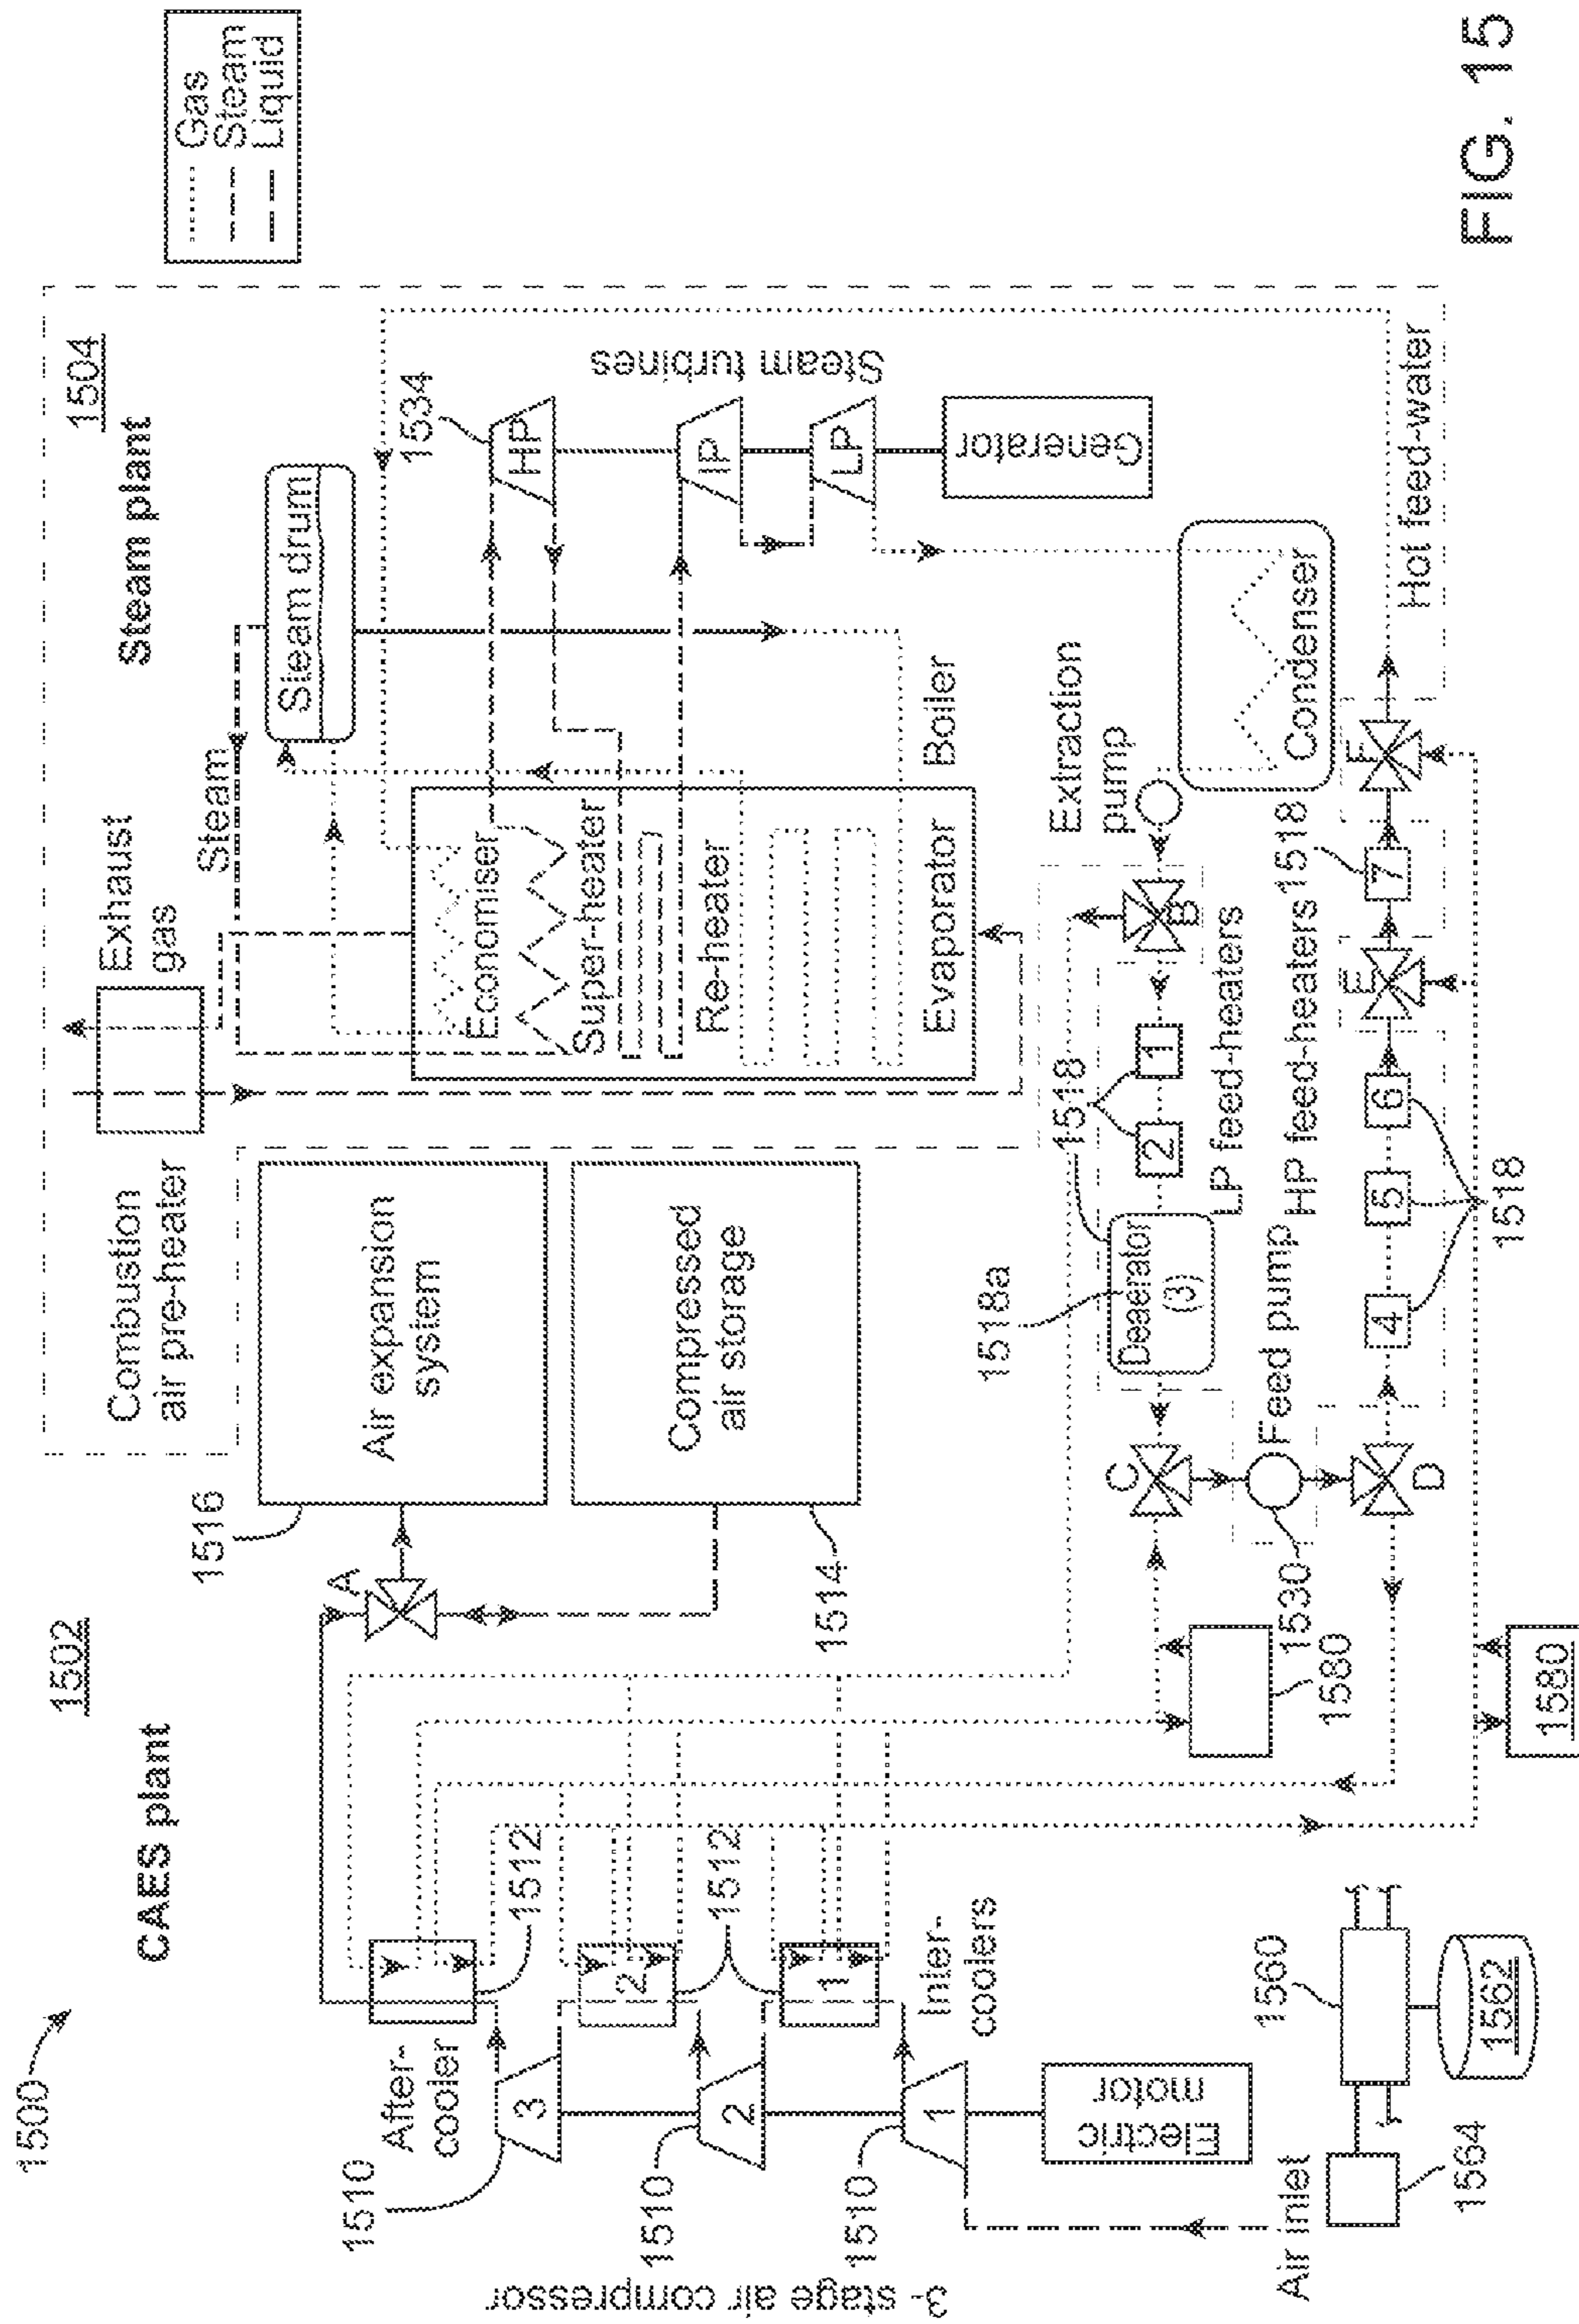 1500
CAES plant
1502
Steam plant
1504
Gas
Steam
Liquid
Combustion
air pre-heater
Exhaust
gas
Steam
Steam drum
1534
HP
IP
LP
Steam turbines
Generator
Economiser
Super-heater
Re-heater
Evaporator
Boiler
1516
Air expansion
system
Compressed
air storage
1514
A
After-
cooler
1512
1510
3
2
1512
1510
2
1
Inter-
coolers
1510
1
3- stage air compressor
Electric
motor
Air inlet
1564
1560
1562
1580
1580
1530
Feed pump
C
D
1518a
Deaerator
(3)
1518
2
1
LP feed-heaters
B
Extraction
pump
Condenser
HP feed-heaters
1518
4
5
6
1518
E
7
F
Hot feed-water
FIG. 15